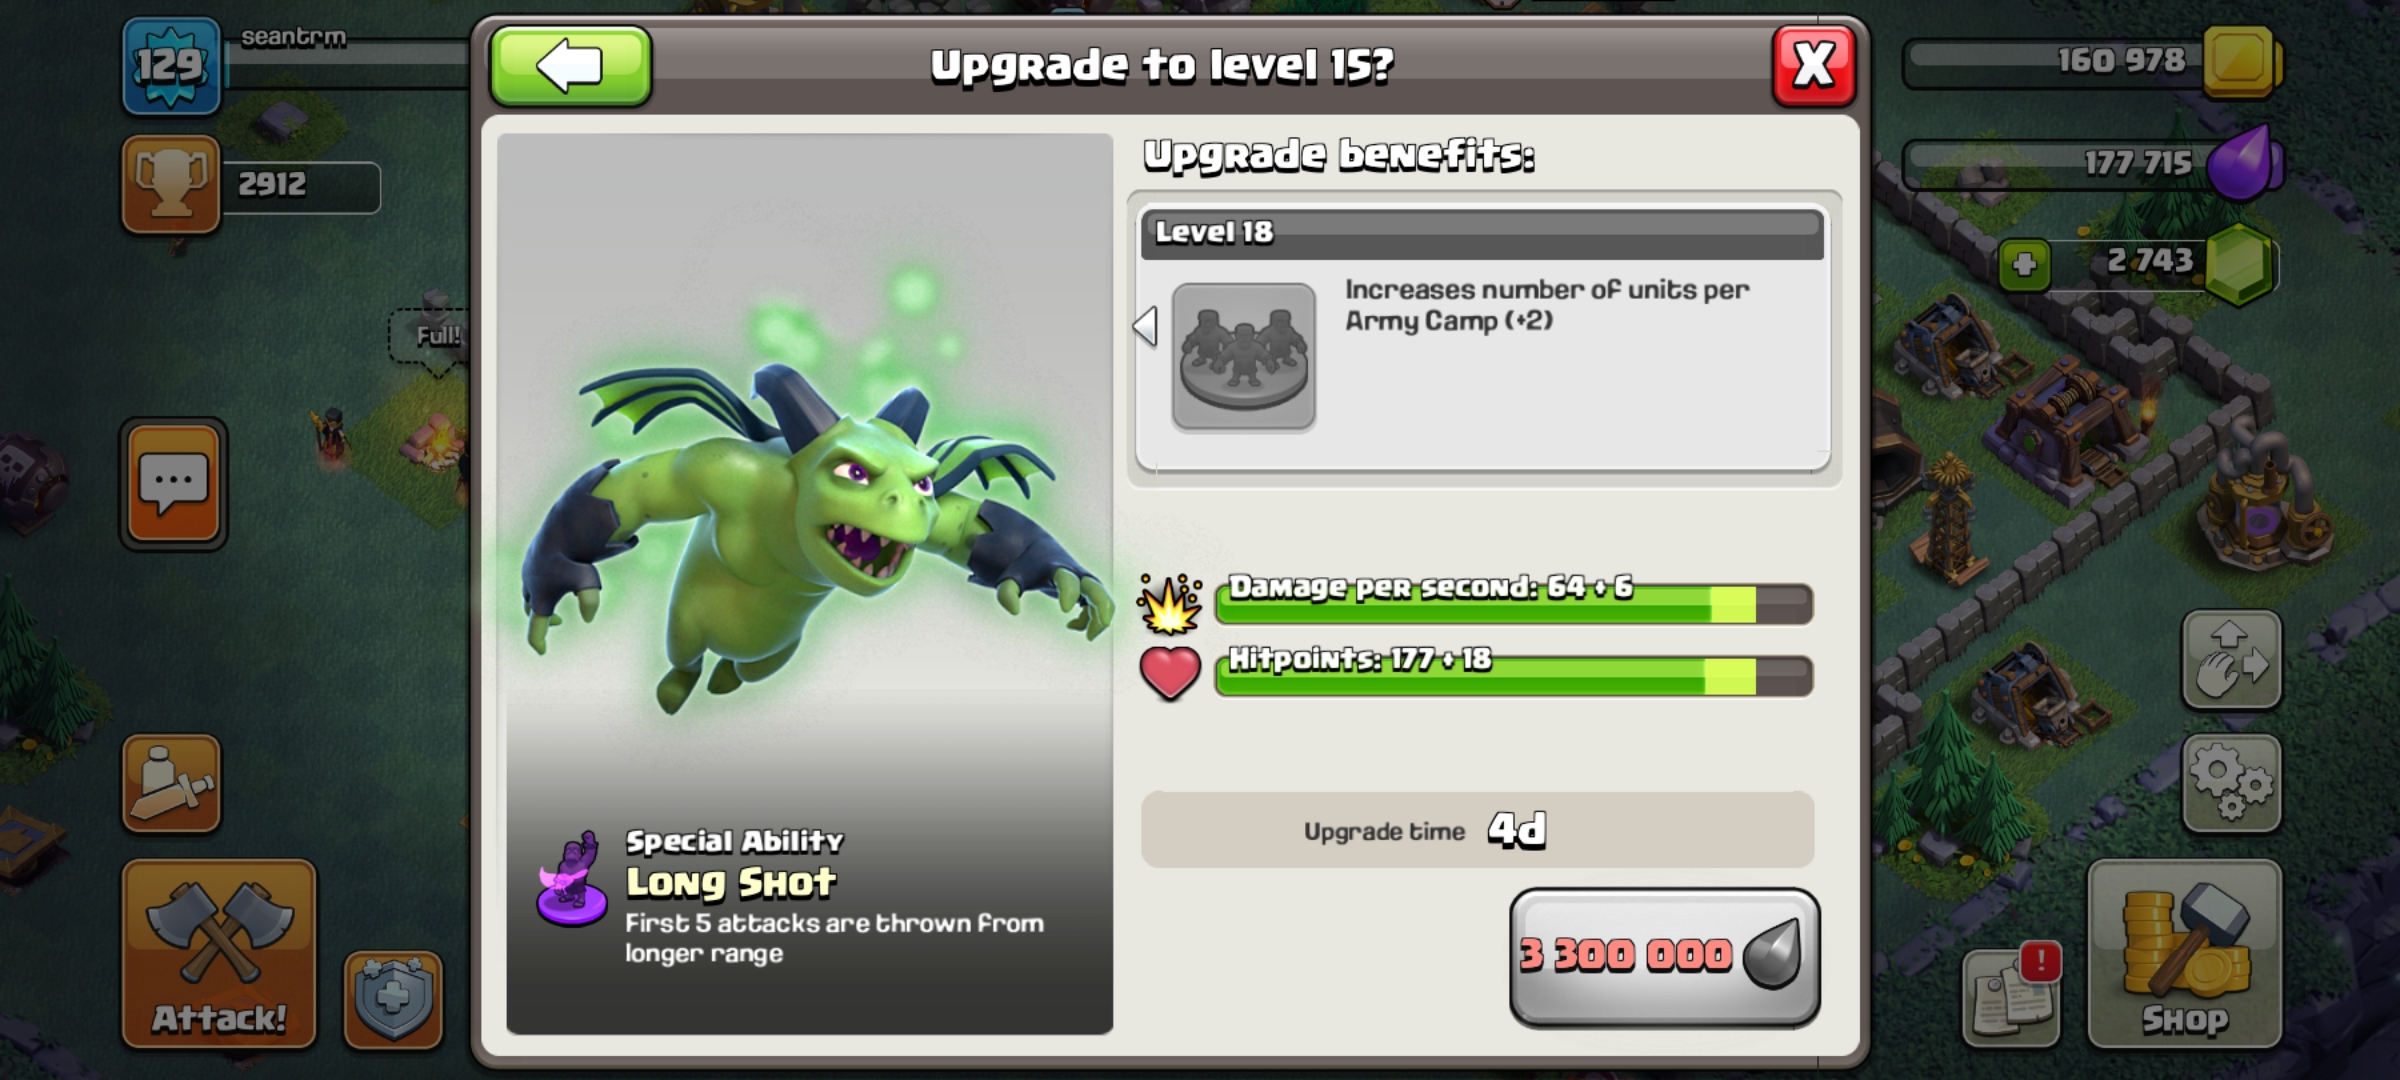 129
seantrm
2912
Full!
Attack!
Upgrade to level 15?
X
Special Ability
Long Shot
First 5 attacks are thrown from
longer range
Upgrade benefits:
Level 18
Increases number of units per
Army Camp (+2)
Damage per second: 64 + 6
Hitpoints: 177 + 18
Upgrade time 4d
3 300 000
160 978
177 715
2 743
!
Shop